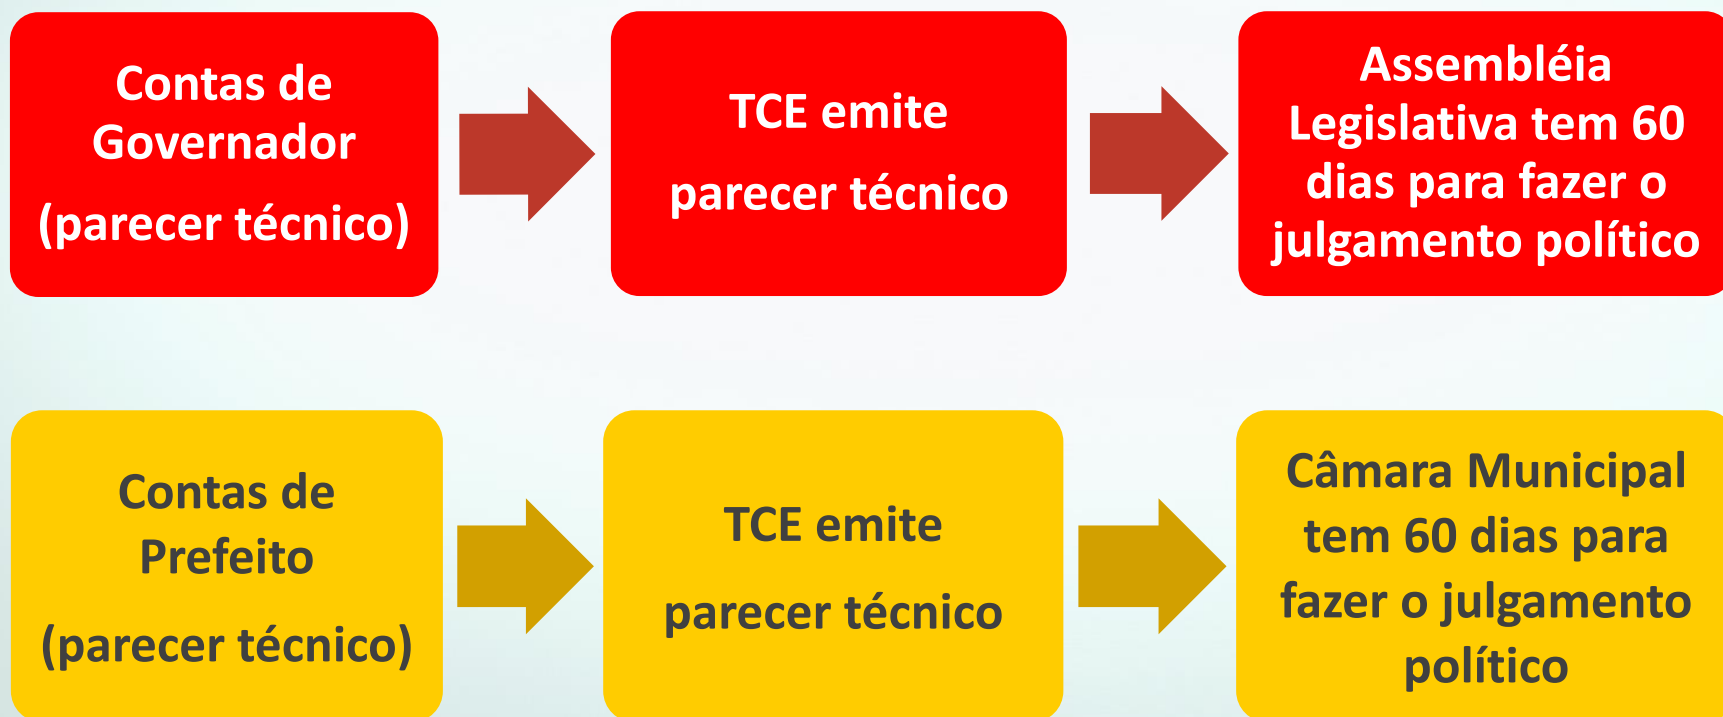 Contas de
Governador
(parecer técnico)
TCE emite
parecer técnico
Assembléia
Legislativa tem 60
dias para fazer o
julgamento político
Contas de
Prefeito
(parecer técnico)
TCE emite
parecer técnico
Câmara Municipal
tem 60 dias para
fazer o julgamento
político